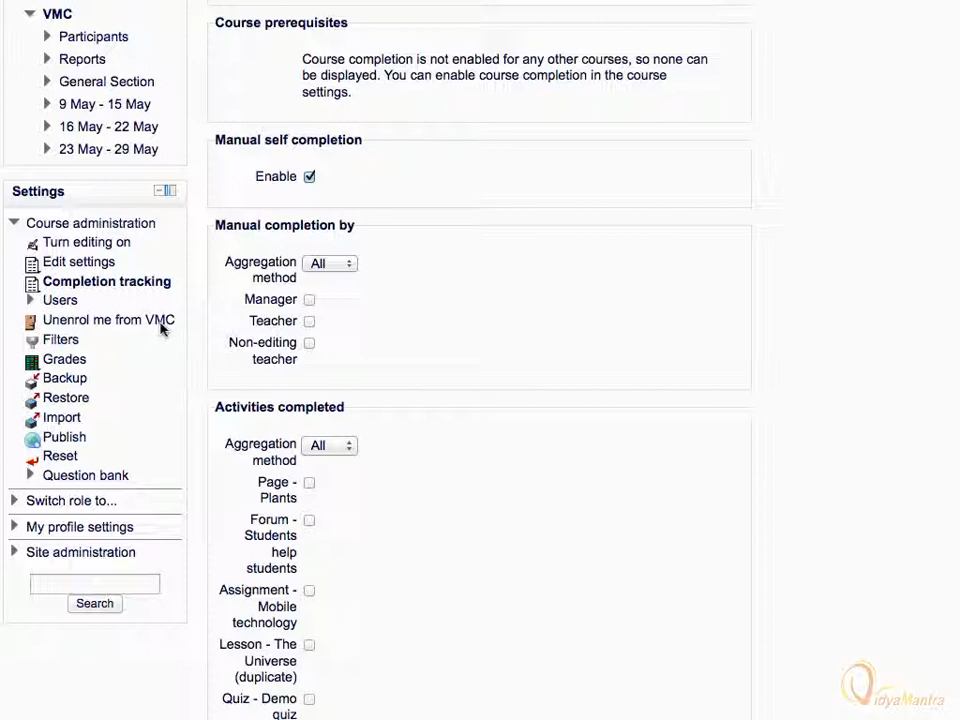 VMC
Participants
Reports
General Section
9 May - 15 May
16 May - 22 May
23 May - 29 May
Settings
Course administration
Turn editing on
Edit settings
Completion tracking
Users
Unenrol me from VMC
Filters
Grades
Backup
Restore
Import
Publish
Reset
Question bank
Switch role to...
My profile settings
Site administration
Search
Course prerequisites
Course completion is not enabled for any other courses, so none can
be displayed. You can enable course completion in the course
settings.
Manual self completion
Enable
Manual completion by
Aggregation All
method
Manager
Teacher
Non-editing
teacher
Activities completed
Aggregation All
method
Page -
Plants
Forum -
Students
help
students
Assignment -
Mobile
technology
Lesson - The
Universe
(duplicate)
Quiz - Demo
quiz
VidyaMantra